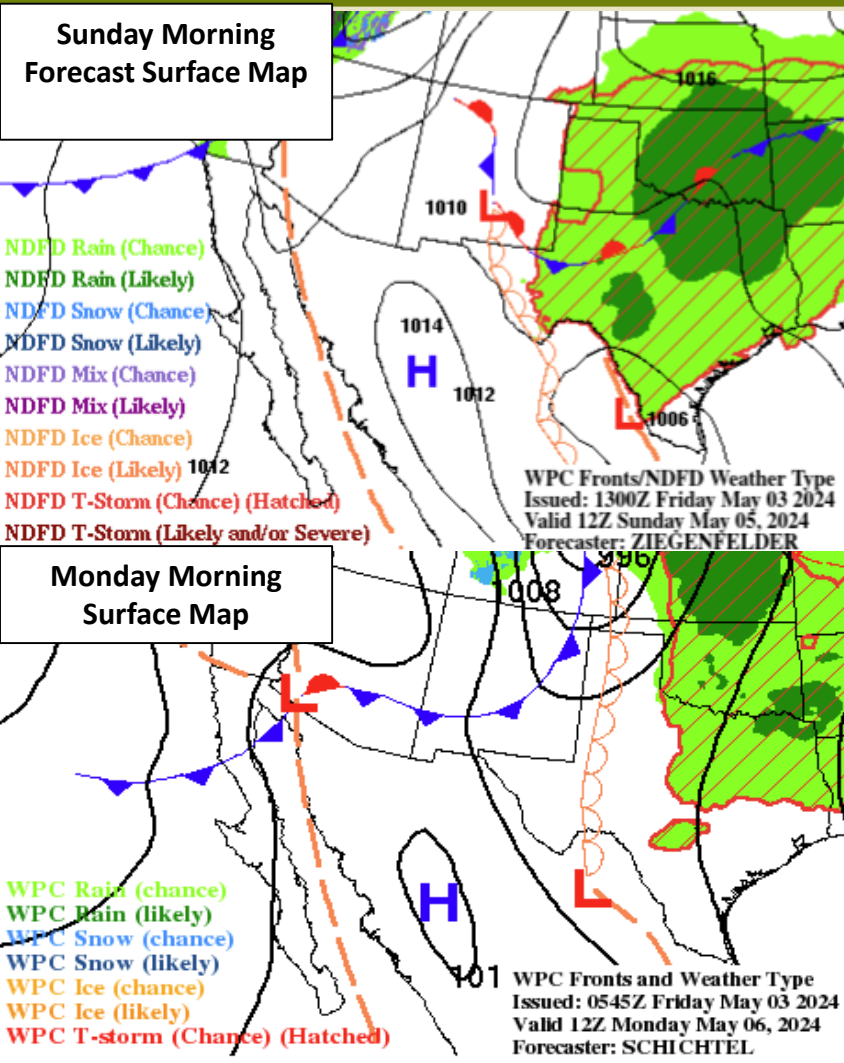 Sunday Morning
Forecast Surface Map
1016
1010
NDFD Rain (Chance)
NDFD Rain (Likely)
NDFD Snow (Chance)
NDFD Snow (Likely)
NDFD Mix (Chance)
NDFD Mix (Likely)
NDFD Ice (Chance)
NDFD Ice (Likely)
NDFD T-Storm (Chance) (Hatched)
NDFD T-Storm (Likely and/or Severe)
L
1014
H
1012
1012
L
1006
WPC Fronts/NDFD Weather Type
Issued: 1300Z Friday May 03 2024
Valid 12Z Sunday May 05, 2024
Forecaster: ZIEGENFELDER
Monday Morning
Surface Map
996
1008
L
L
H
101
WPC Rain (chance)
WPC Rain (likely)
WPC Snow (chance)
WPC Snow (likely)
WPC Ice (chance)
WPC Ice (likely)
WPC T-storm (Chance) (Hatched)
WPC Fronts and Weather Type
Issued: 0545Z Friday May 03 2024
Valid 12Z Monday May 06, 2024
Forecaster: SCHICHTEL